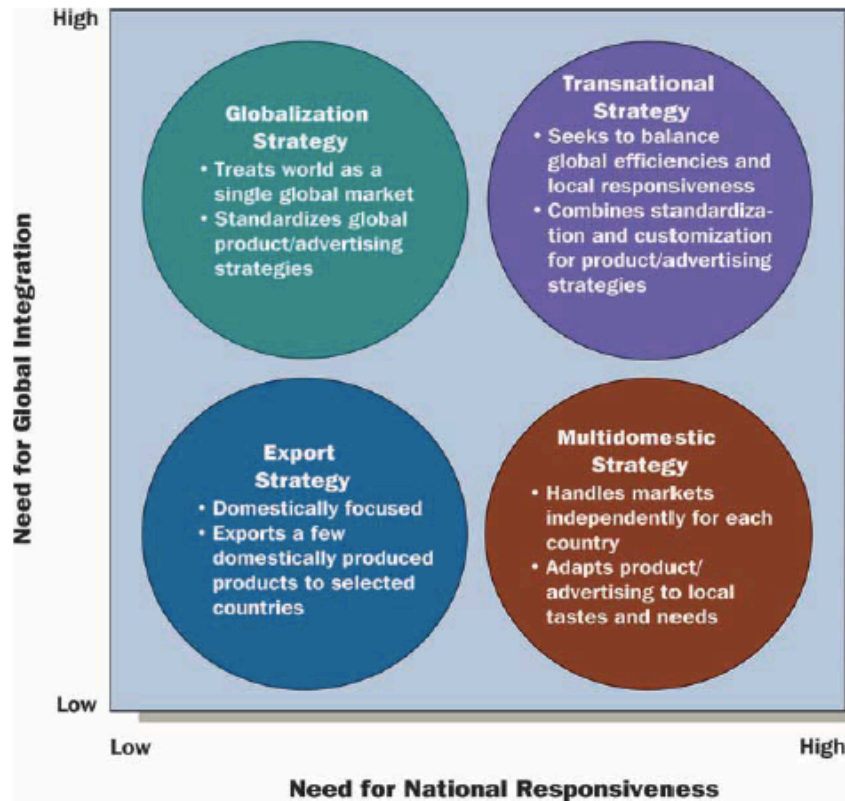 High
Globalization
Strategy
• Treats world as a
single global market
• Standardizes global
product/advertising
strategies
Transnational
Strategy
• Seeks to balance
global efficiencies and
local responsiveness
• Combines standardiza-
tion and customization
for product/advertising
strategies
Need for Global Integration
Export
Strategy
• Domestically focused
• Exports a few
domestically produced
products to selected
countries
Multidomestic
Strategy
• Handles markets
independently for each
country
• Adapts product/
advertising to local
tastes and needs
Low
Low
High
Need for National Responsiveness